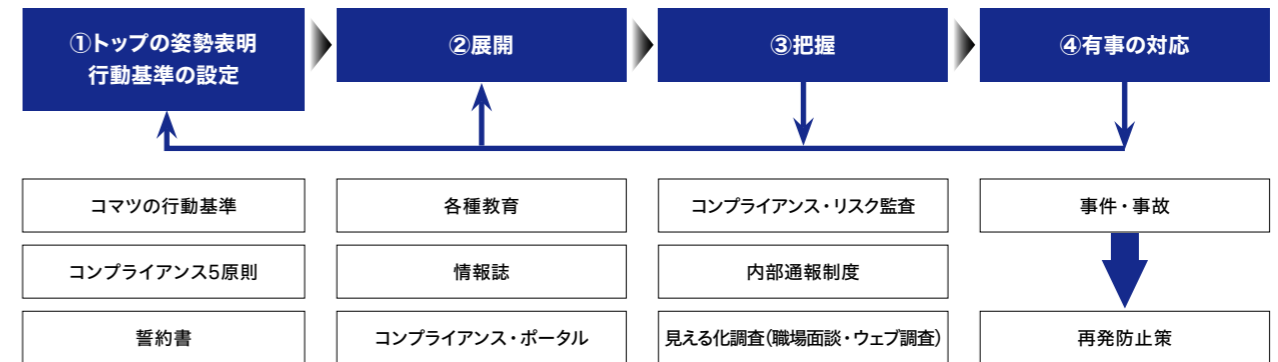 ①トップの姿勢表明
行動基準の設定
②展開
③把握
④有事の対応
コマツの行動基準
各種教育
コンプライアンス・リスク監査
事件・事故
コンプライアンス5原則
情報誌
内部通報制度
誓約書
コンプライアンス・ポータル
見える化調査(職場面談・ウェブ調査)
再発防止策